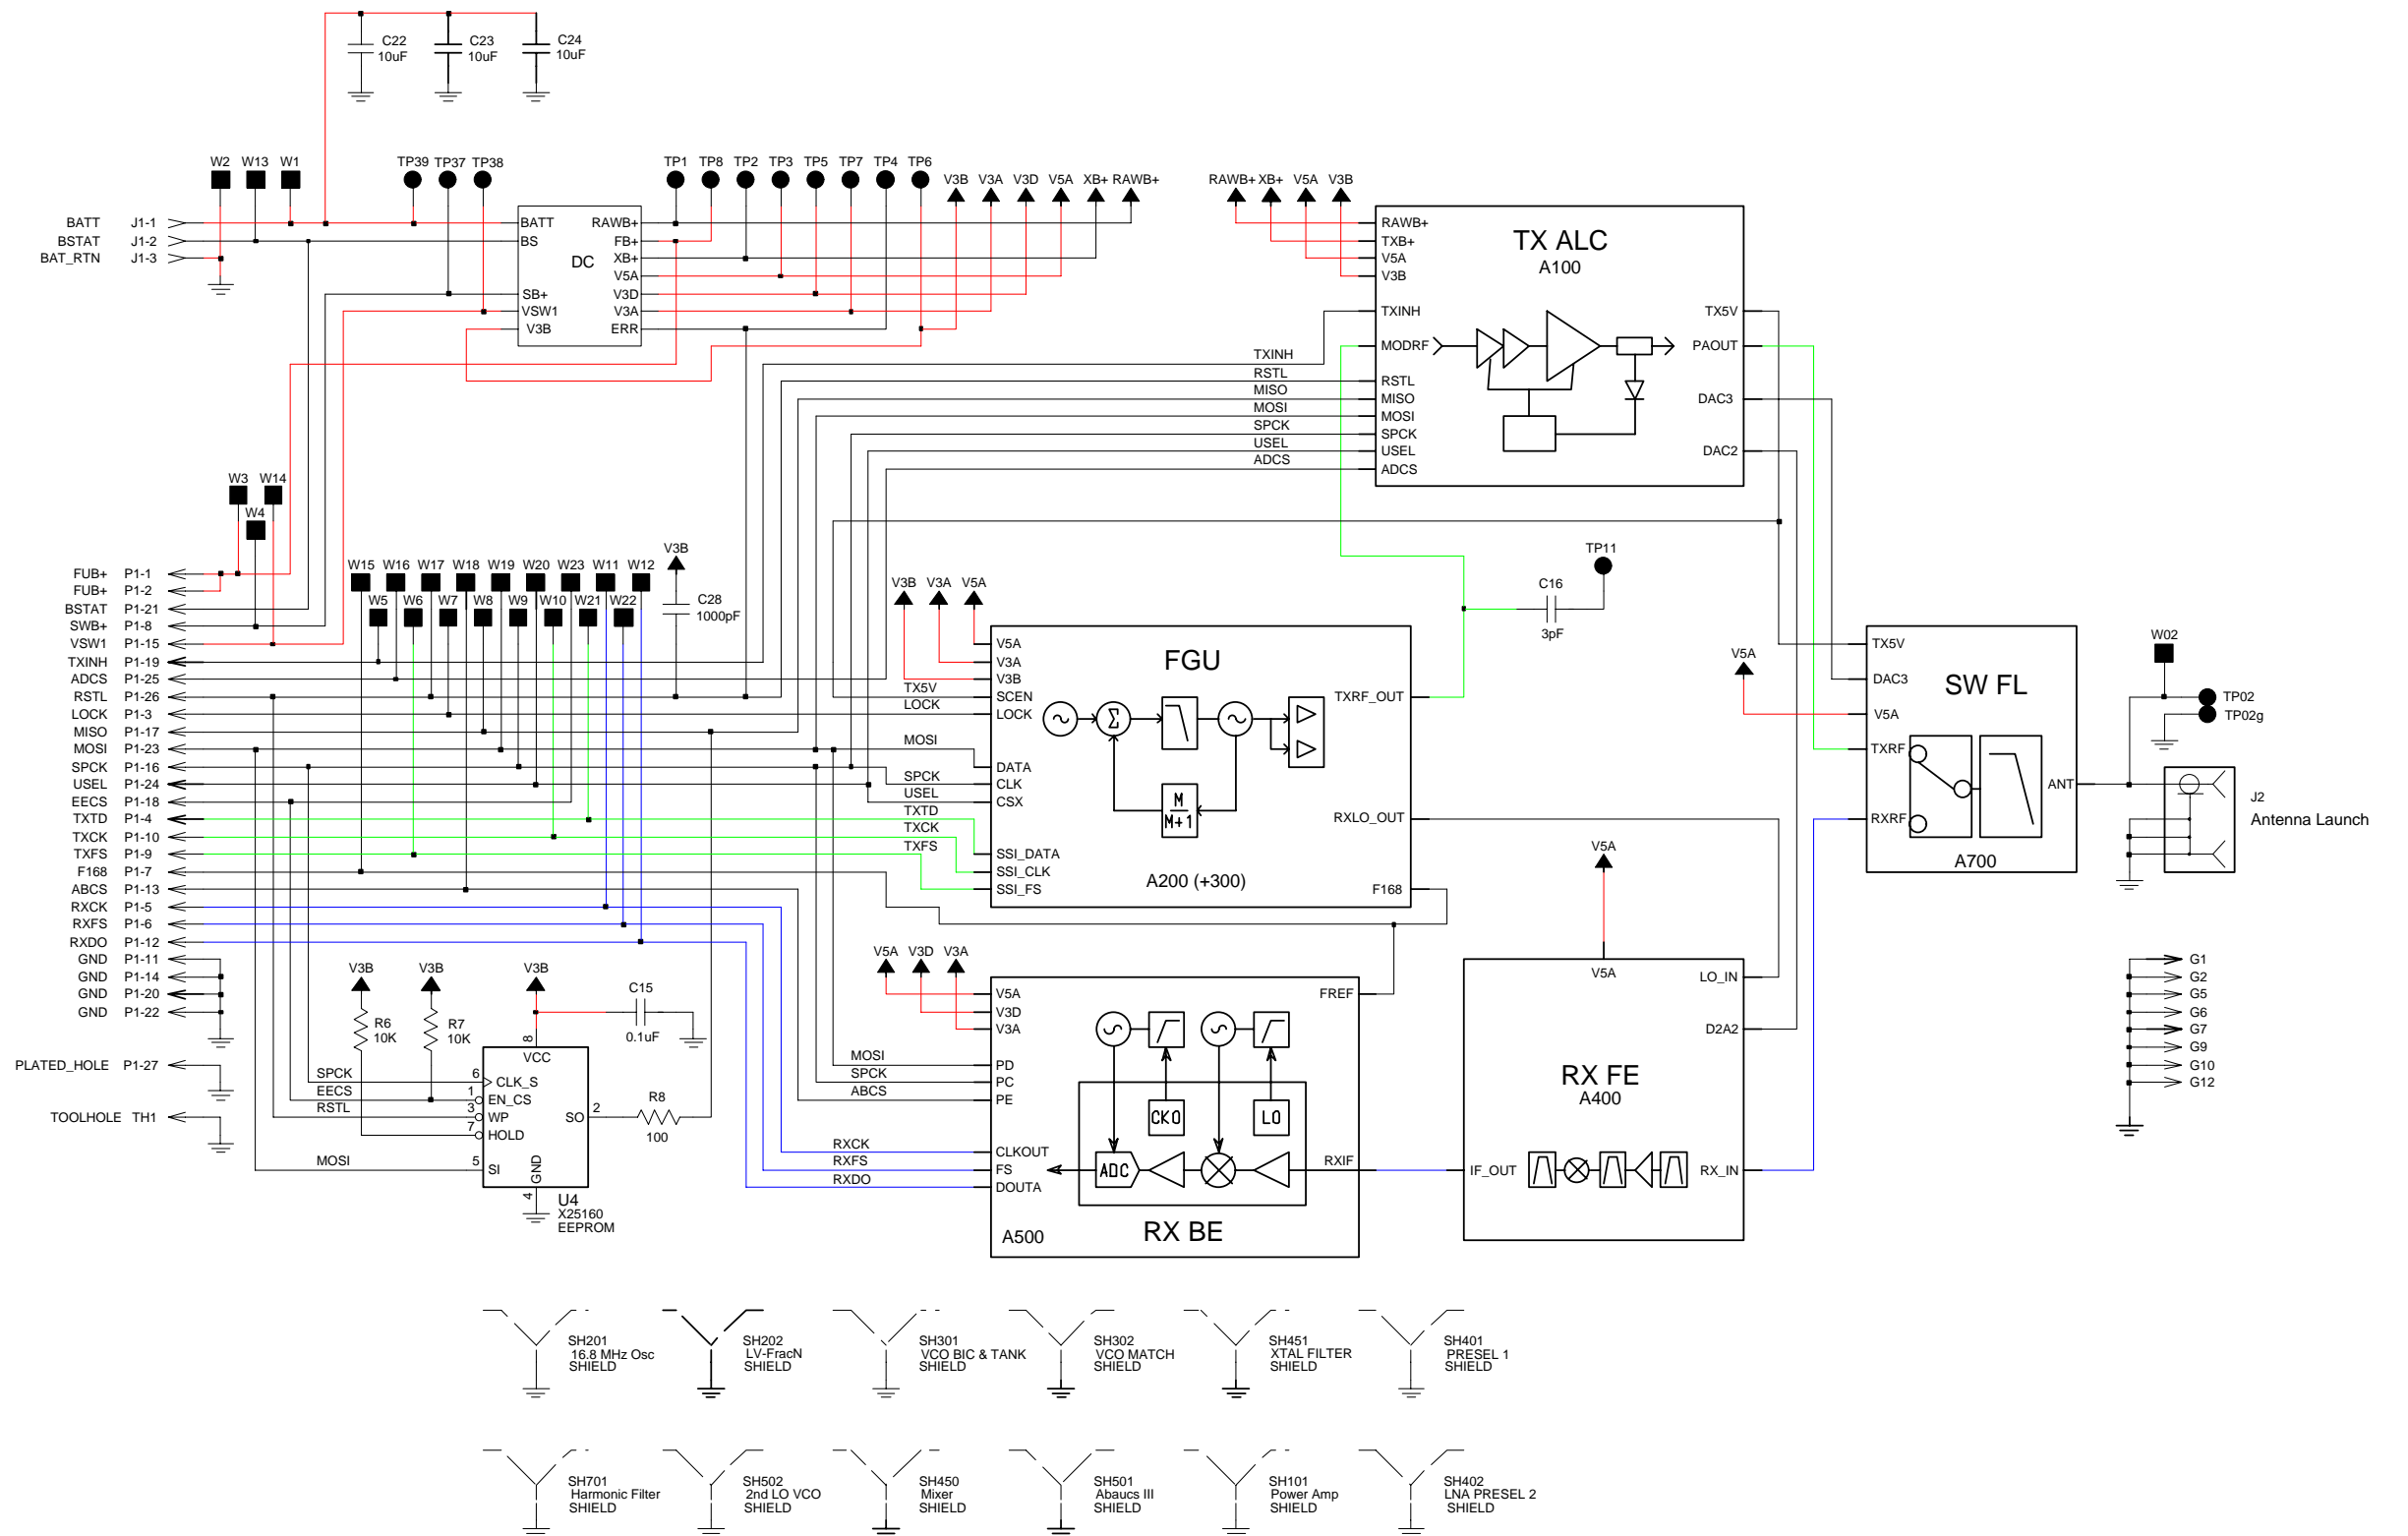 C22
10uF
C23
10uF
C24
10uF
W2 W13 W1
TP39 TP37 TP38
TP1 TP8 TP2 TP3 TP5 TP7 TP4 TP6
V3B V3A V3D V5A XB+ RAWB+
RAWB+ XB+ V5A V3B
BATT J1-1
BSTAT J1-2
BAT_RTN J1-3
BATT
BS
DC
SB+
VSW1
V3B
RAWB+
FB+
XB+
V5A
V3D
V3A
ERR
TX ALC
A100
RAWB+
TXB+
V5A
V3B
TXINH
MODRF
RSTL
MISO
MOSI
SPCK
USEL
ADCS
TX5V
PAOUT
DAC3
DAC2
TXINH
RSTL
MISO
MOSI
SPCK
USEL
ADCS
W3 W14
W4
FUB+ P1-1
FUB+ P1-2
BSTAT P1-21
SWB+ P1-8
VSW1 P1-15
TXINH P1-19
ADCS P1-25
RSTL P1-26
LOCK P1-3
MISO P1-17
MOSI P1-23
SPCK P1-16
USEL P1-24
EECS P1-18
TXTD P1-4
TXCK P1-10
TXFS P1-9
F168 P1-7
ABCS P1-13
RXCK P1-5
RXFS P1-6
RXDO P1-12
GND P1-11
GND P1-14
GND P1-20
GND P1-22
PLATED_HOLE P1-27
TOOLHOLE TH1
W15 W16 W17 W18 W19 W20 W23 W11 W12
W5 W6 W7 W8 W9 W10 W21 W22
V3B
C28
1000pF
V3B V3A V5A
FGU
V5A
V3A
V3B
SCEN
LOCK
DATA
CLK
CSX
SSI_DATA
SSI_CLK
SSI_FS
TX5V
LOCK
MOSI
SPCK
USEL
TXTD
TXCK
TXFS
Σ
M
M+1
TXRF_OUT
RXLO_OUT
F168
A200 (+300)
TP11
C16
3pF
V5A
SW FL
TX5V
DAC3
V5A
TXRF
RXRF
ANT
A700
W02
TP02
TP02g
J2
Antenna Launch
V3B V3B V3B
R6
10K
R7
10K
C15
0.1uF
8
VCC
6 CLK_S
1 EN_CS
3 WP
7 HOLD
5 SI
SO 2
GND
4
SPCK
EECS
RSTL
MOSI
R8
100
U4
X25160
EEPROM
V5A V3D V3A
V5A
V3D
V3A
PD
PC
PE
CLKOUT
FS
DOUTA
MOSI
SPCK
ABCS
RXCK
RXFS
RXDO
FREF
CKO
LO
ADC
RXIF
A500
RX BE
V5A
V5A
LO_IN
D2A2
RX FE
A400
IF_OUT
RX_IN
G1
G2
G5
G6
G7
G9
G10
G12
SH201
16.8 MHz Osc
SHIELD
SH202
LV-FracN
SHIELD
SH301
VCO BIC & TANK
SHIELD
SH302
VCO MATCH
SHIELD
SH451
XTAL FILTER
SHIELD
SH401
PRESEL 1
SHIELD
SH701
Harmonic Filter
SHIELD
SH502
2nd LO VCO
SHIELD
SH450
Mixer
SHIELD
SH501
Abaucs III
SHIELD
SH101
Power Amp
SHIELD
SH402
LNA PRESEL 2
SHIELD